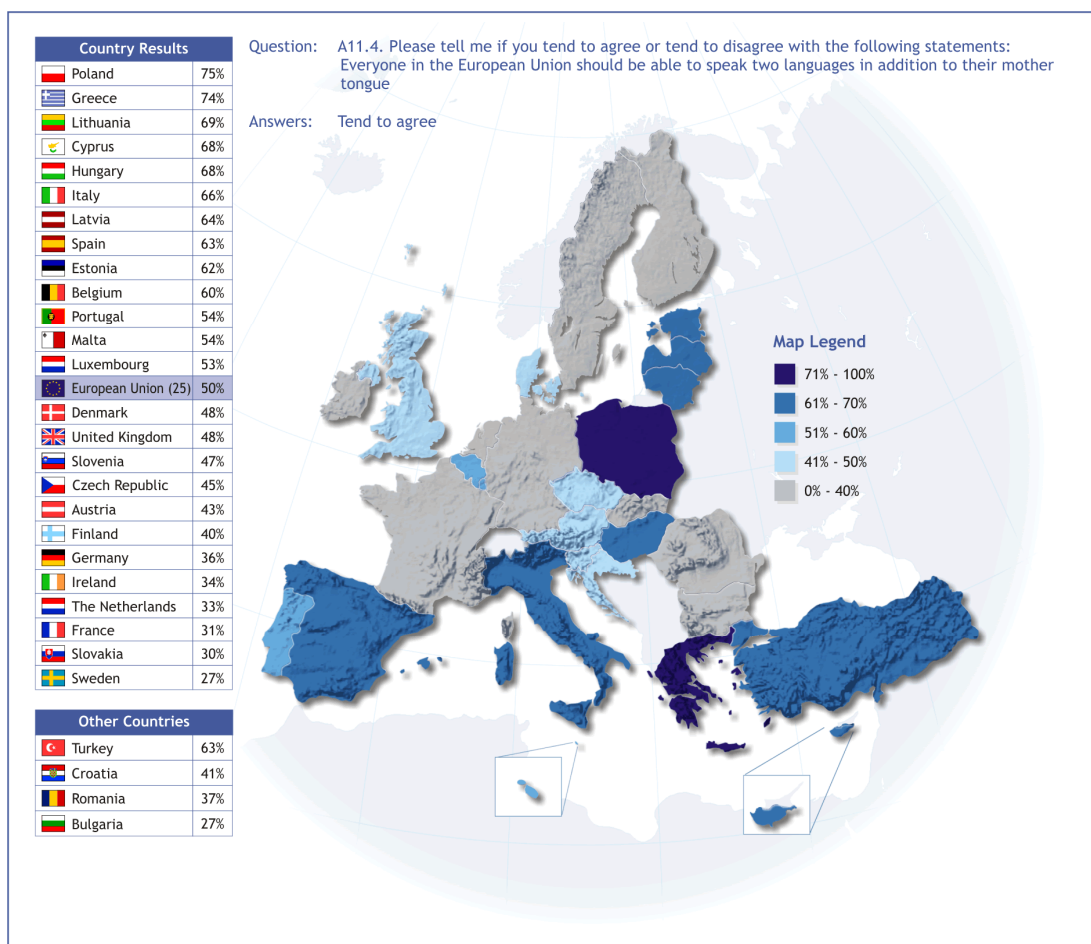 Country Results
Poland 75%
Greece 74%
Lithuania 69%
Cyprus 68%
Hungary 68%
Italy 66%
Latvia 64%
Spain 63%
Estonia 62%
Belgium 60%
Portugal 54%
Malta 54%
Luxembourg 53%
European Union (25) 50%
Denmark 48%
United Kingdom 48%
Slovenia 47%
Czech Republic 45%
Austria 43%
Finland 40%
Germany 36%
Ireland 34%
The Netherlands 33%
France 31%
Slovakia 30%
Sweden 27%
Other Countries
Turkey 63%
Croatia 41%
Romania 37%
Bulgaria 27%
Question: A11.4. Please tell me if you tend to agree or tend to disagree with the following statements:
Everyone in the European Union should be able to speak two languages in addition to their mother
tongue
Answers: Tend to agree
Map Legend
71% - 100%
61% - 70%
51% - 60%
41% - 50%
0% - 40%